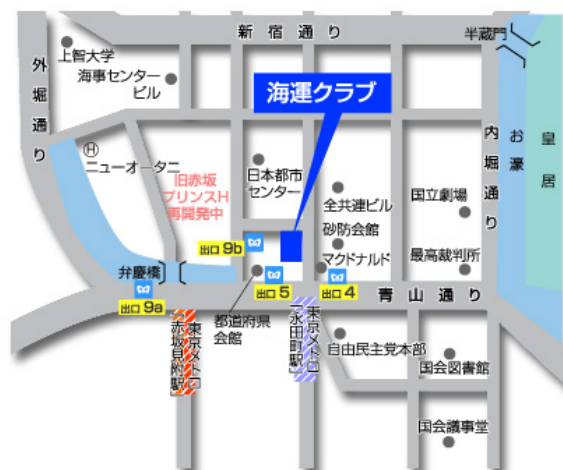 新宿通り
半蔵門
上智大学
海事センター
ビル
外堀通り
海運クラブ
内堀通り
お濠
皇居
Ⓗ
ニューオータニ
旧赤坂
プリンスH
再開発中
日本都市
センター
全共連ビル
国立劇場
砂防会館
出口 9b
マクドナルド
最高裁判所
弁慶橋
出口 9a
都道府県
会館
出口 5
出口 4
青山通り
東京メトロ
「赤坂見附駅」
東京メトロ
「永田町駅」
自由民主党本部
国会図書館
国会議事堂